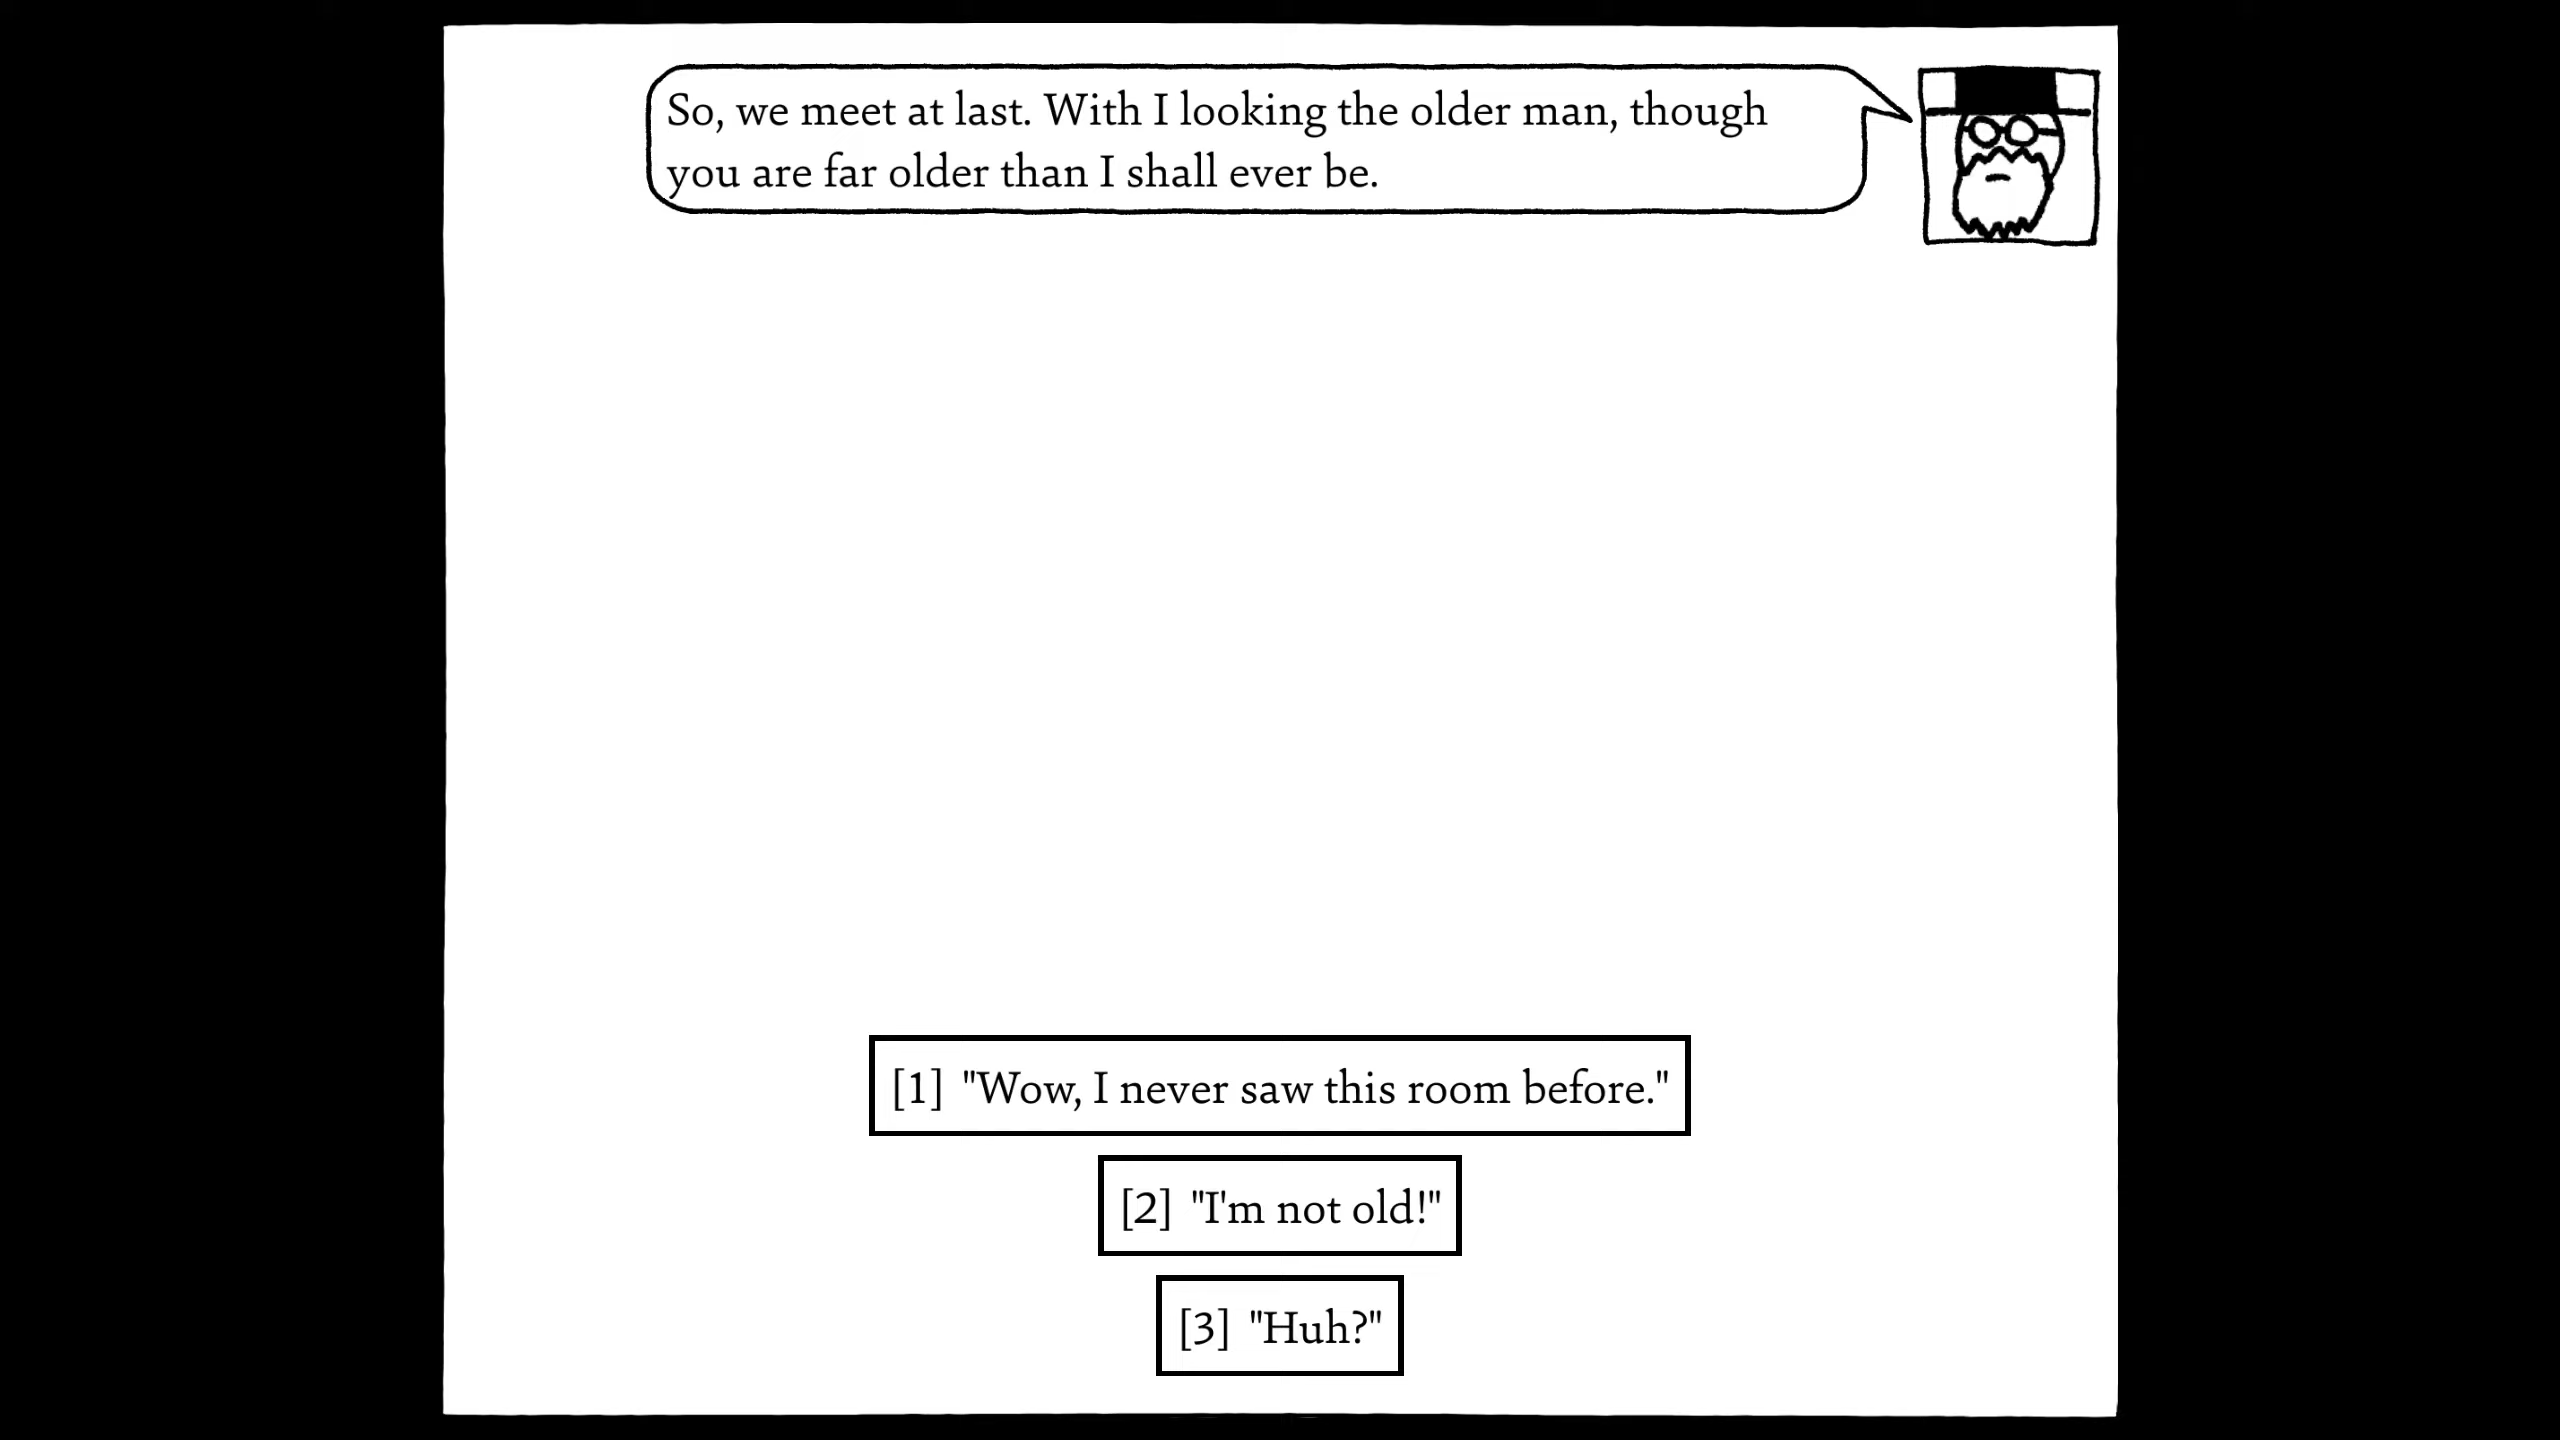 So, we meet at last. With I looking the older man, though
you are far older than I shall ever be.
[1] "Wow, I never saw this room before."
[2] "I'm not old!"
[3] "Huh?"